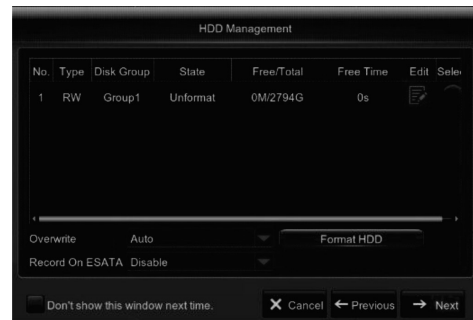 HDD Management
No. Type Disk Group State Free/Total Free Time Edit Sele
1 RW Group1 Unformat 0M/2794G 0s
Overwrite Auto Format HDD
Record On ESATA Disable
Don't show this window next time. Cancel Previous Next